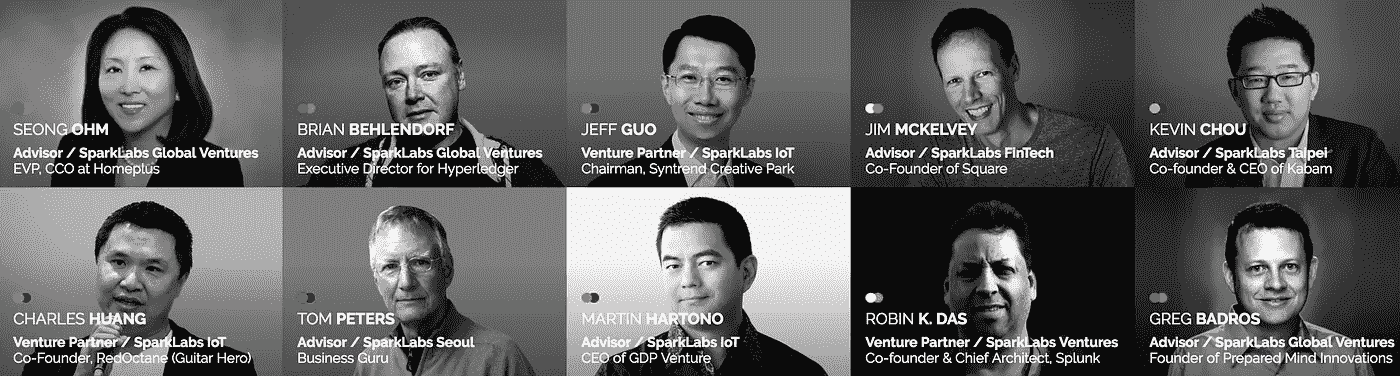 SEONG OHM
Advisor / SparkLabs Global Ventures
EVP, CCO at Homeplus
BRIAN BEHLENDORF
Advisor / SparkLabs Global Ventures
Executive Director for Hyperledger
JEFF GUO
Venture Partner / SparkLabs IoT
Chairman, Syntrend Creative Park
JIM MCKELVEY
Advisor / SparkLabs FinTech
Co-Founder of Square
KEVIN CHOU
Advisor / SparkLabs Taipei
Co-founder & CEO of Kabam
CHARLES HUANG
Venture Partner / SparkLabs IoT
Co-Founder, RedOctane (Guitar Hero)
TOM PETERS
Advisor / SparkLabs Seoul
Business Guru
MARTIN HARTONO
Advisor / SparkLabs IoT
CEO of GDP Venture
ROBIN K. DAS
Venture Partner / SparkLabs Ventures
Co-founder & Chief Architect, Splunk
GREG BADROS
Advisor / SparkLabs Global Ventures
Founder of Prepared Mind Innovations